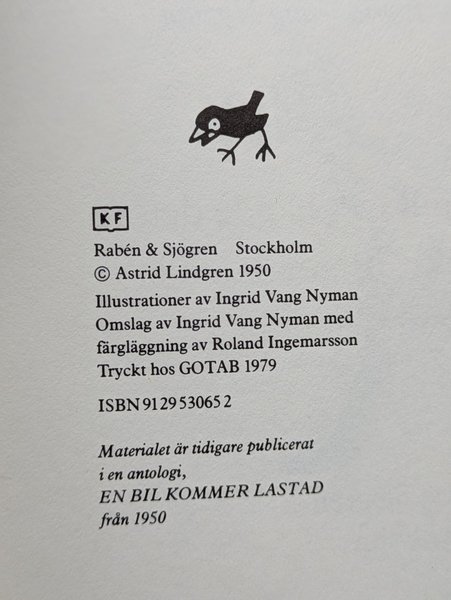 KF
Rabén & Sjögren Stockholm
© Astrid Lindgren 1950
Illustrationer av Ingrid Vang Nyman
Omslag av Ingrid Vang Nyman med
färgläggning av Roland Ingemarsson
Tryckt hos GOTAB 1979
ISBN 91 29 53065 2
Materialet är tidigare publicerat
i en antologi,
EN BIL KOMMER LASTAD
från 1950